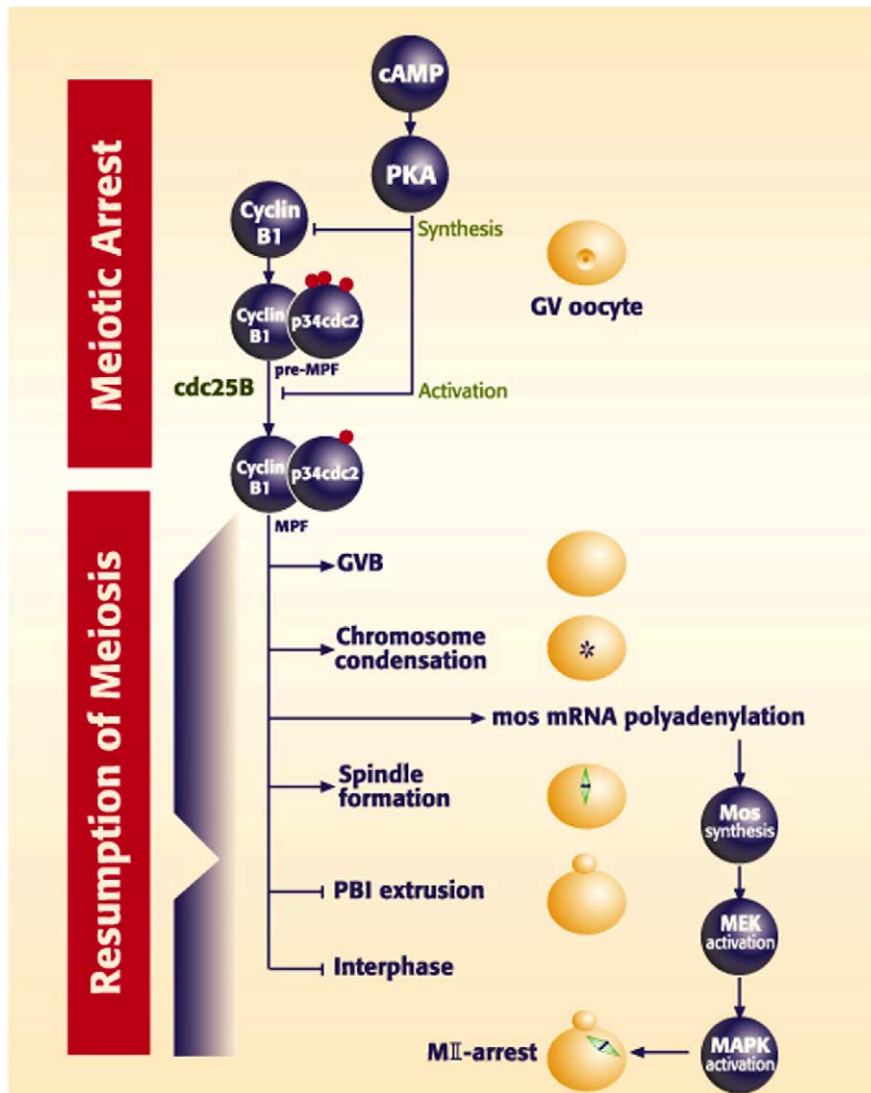 cAMP
PKA
Meiotic Arrest
Cyclin
B1
Synthesis
GV oocyte
Cyclin
B1
p34cdc2
pre-MPF
cdc25B
Activation
Cyclin
B1
p34cdc2
MPF
Resumption of Meiosis
GVB
Chromosome
condensation
*
mos mRNA polyadenylation
Spindle
formation
Mos
synthesis
PBI extrusion
MEK
activation
Interphase
MⅡ-arrest
MAPK
activation